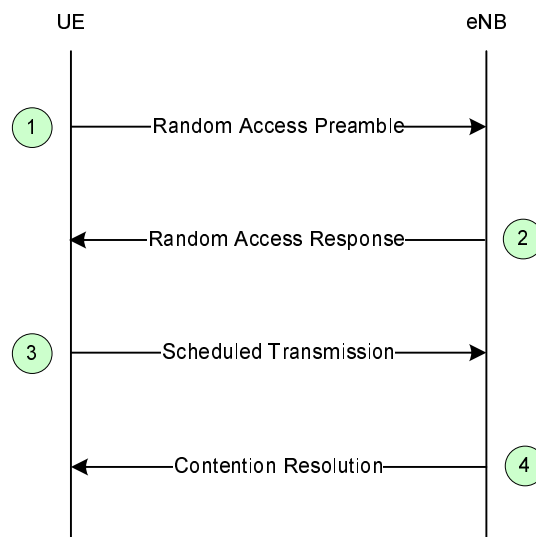 UE
eNB
1
Random Access Preamble
Random Access Response
2
3
Scheduled Transmission
Contention Resolution
4